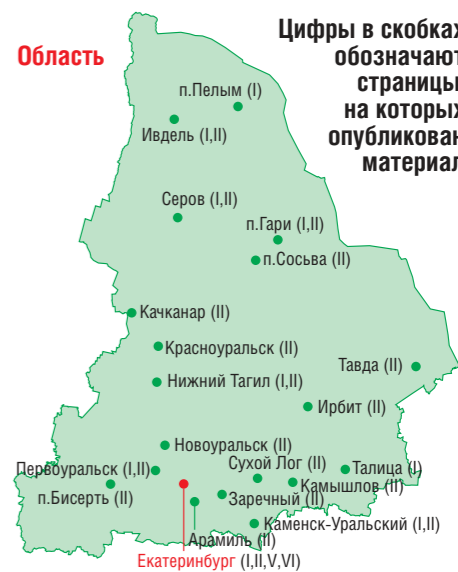 Область
Цифры в скобках
обозначают
страницы,
на которых
опубликован
материал
п.Пелым (I)
Ивдель (I,II)
Серов (I,II)
п.Гари (I,II)
п.Сосьва (II)
Качканар (II)
Красноуральск (II)
Тавда (II)
Нижний Тагил (I,II)
Ирбит (II)
Новоуральск (II)
Сухой Лог (II)
Первоуральск (I,II)
Талица (I)
п.Бисерть (II)
Камышлов (II)
Заречный (II)
Каменск-Уральский (I,II)
Арамиль (II)
Екатеринбург (I,II,V,VI)